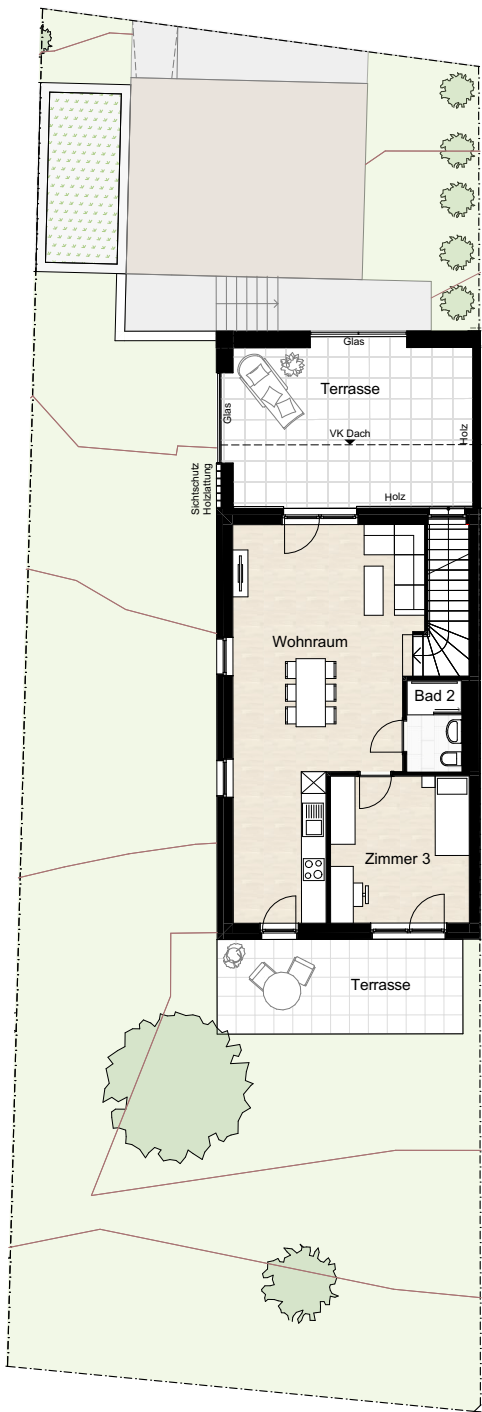 Glas
Terrasse
Glas
VK Dach
Holz
Sichtschutz
Holzlattung
Holz
Wohnraum
Bad 2
Zimmer 3
Terrasse